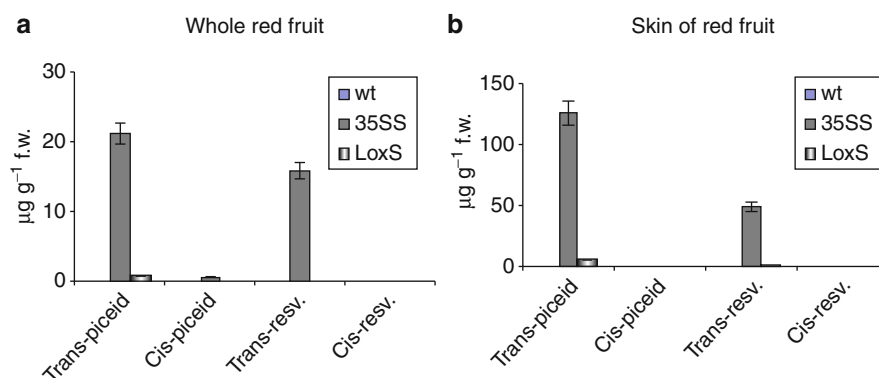 a
Whole red fruit
µg g⁻¹ f.w.
30
20
10
0
wt
35SS
LoxS
Trans-piceid
Cis-piceid
Trans-resv.
Cis-resv.
b
Skin of red fruit
µg g⁻¹ f.w.
150
100
50
0
wt
35SS
LoxS
Trans-piceid
Cis-piceid
Trans-resv.
Cis-resv.